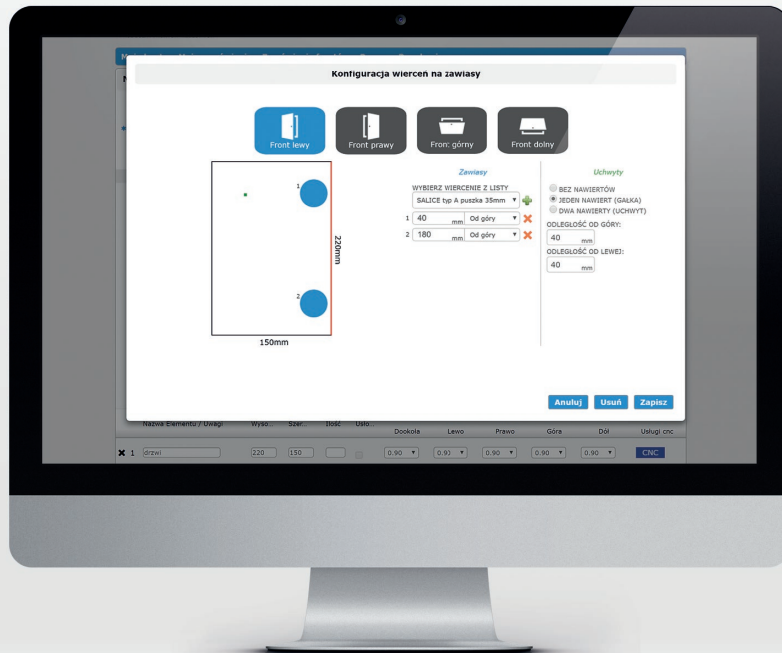 Konfiguracja wierceń na zawiasy
Front lewy
Front prawy
Front górny
Front dolny
Zawiasy
WYBIERZ WIERCENIE Z LISTY
SALICE typ A puszka 35mm
1 40 mm Od góry
2 180 mm Od góry
Uchwyty
BEZ NAWIERTÓW
JEDEN NAWIERT (GAŁKA)
DWA NAWIERTY (UCHWYT)
ODLEGŁOŚĆ OD GÓRY:
40 mm
ODLEGŁOŚĆ OD LEWEJ:
40 mm
1
2
220mm
150mm
Anuluj Usuń Zapisz
Nazwa Elementu / Uwagi Wyso... Szer... Ilość Usło...
Dookoła Lewo Prawo Góra Dół Usługi cnc
1 drzwi 220 150 0.90 0.90 0.90 0.90 0.90 CNC